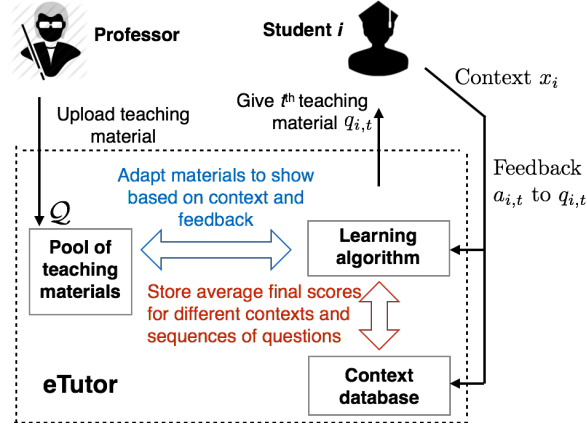 Professor
Student i
Context x_i
Upload teaching
material
Give t^th teaching
material q_{i,t}
Feedback
a_{i,t} to q_{i,t}
Adapt materials to show
based on context and
feedback
𝒬
Pool of
teaching
materials
Learning
algorithm
Store average final scores
for different contexts and
sequences of questions
eTutor
Context
database